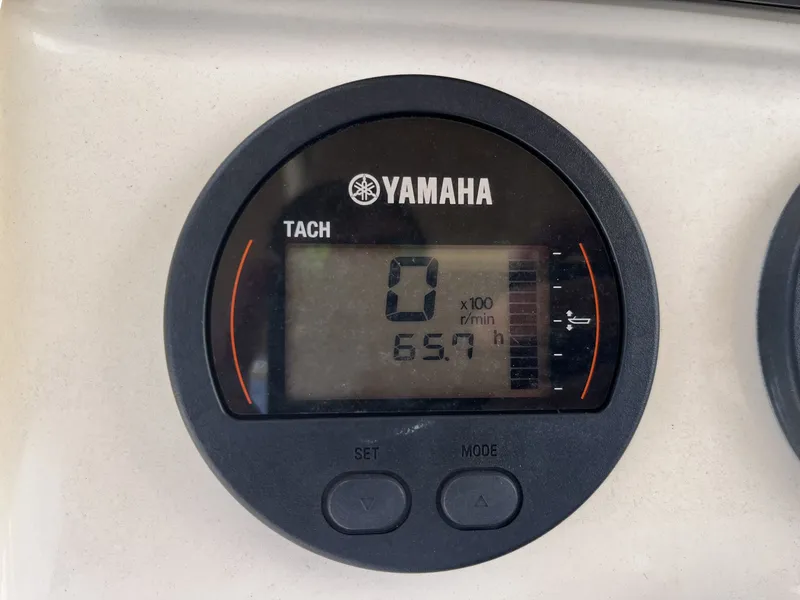 YAMAHA
TACH
0
x100
r/min
65.7 h
SET
MODE